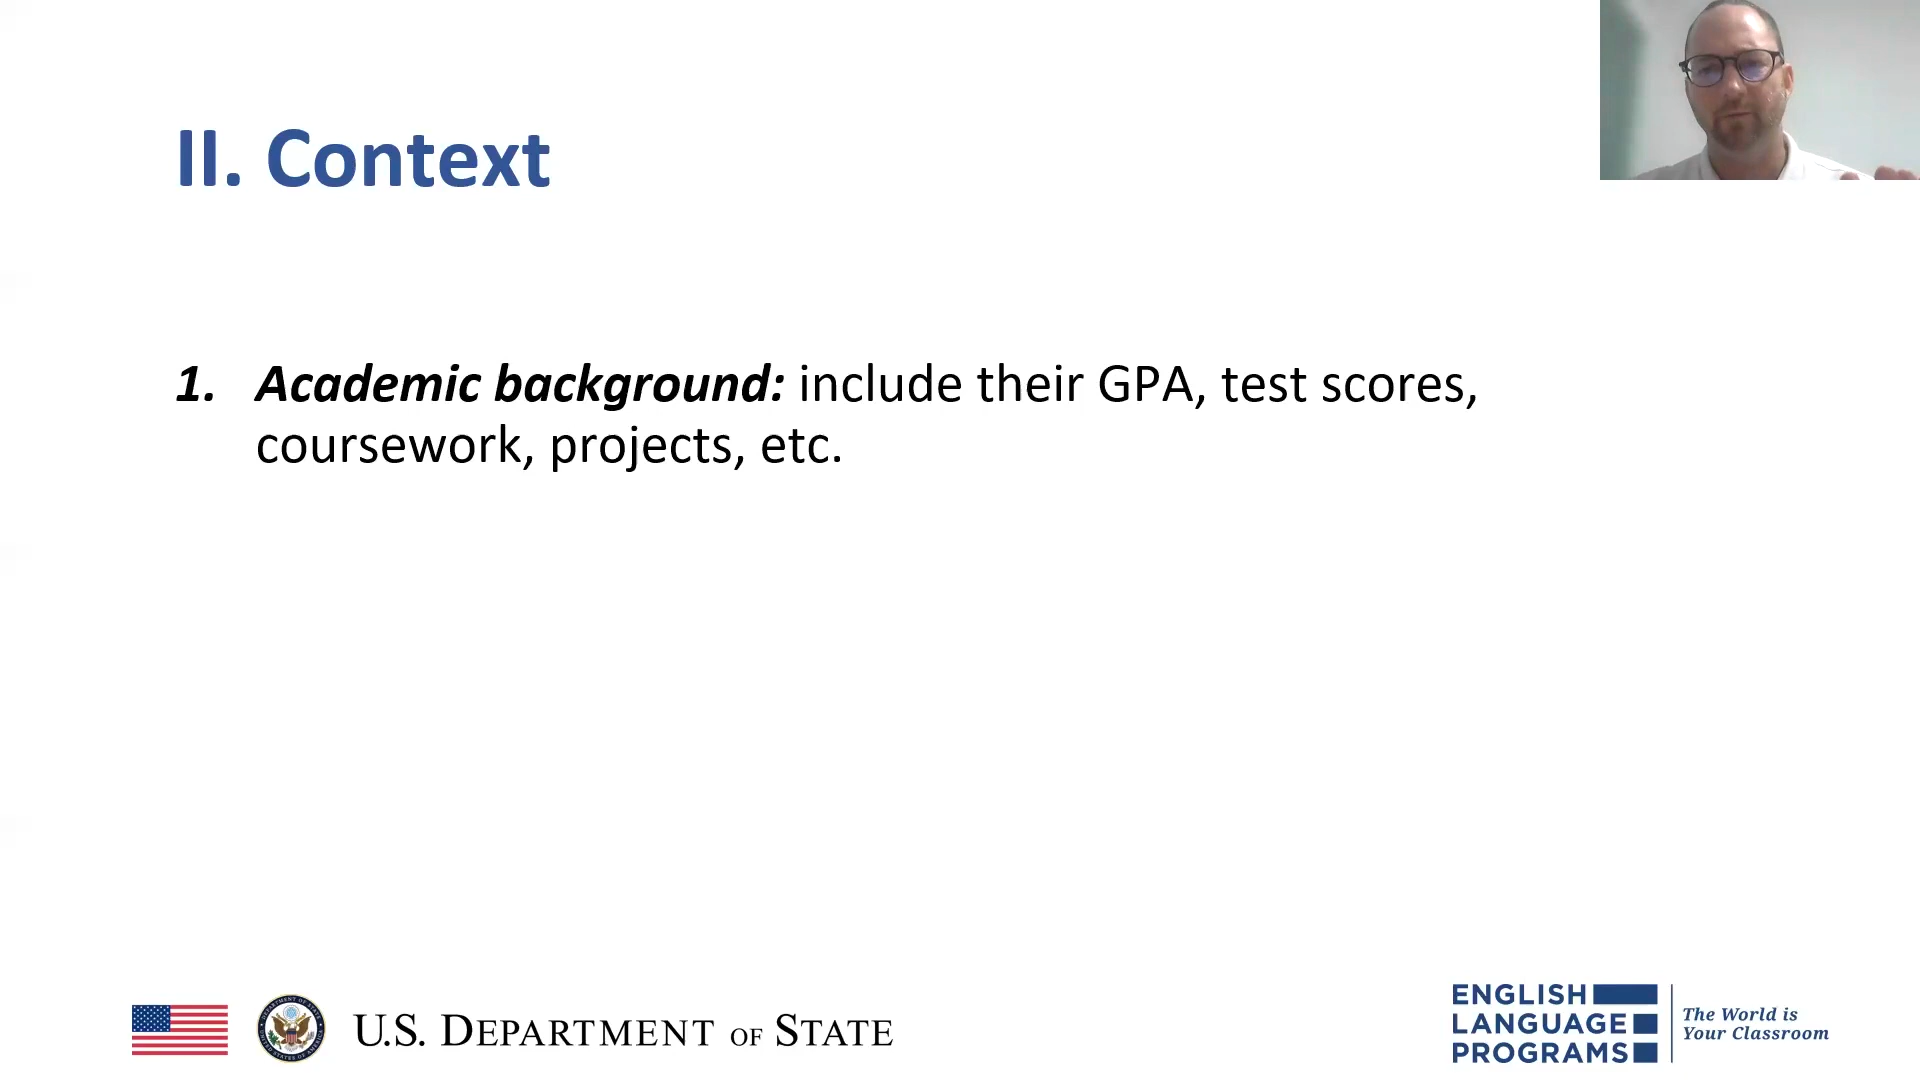 II. Context
1. Academic background: include their GPA, test scores,
coursework, projects, etc.
U.S. DEPARTMENT OF STATE
ENGLISH
LANGUAGE
PROGRAMS
The World is
Your Classroom